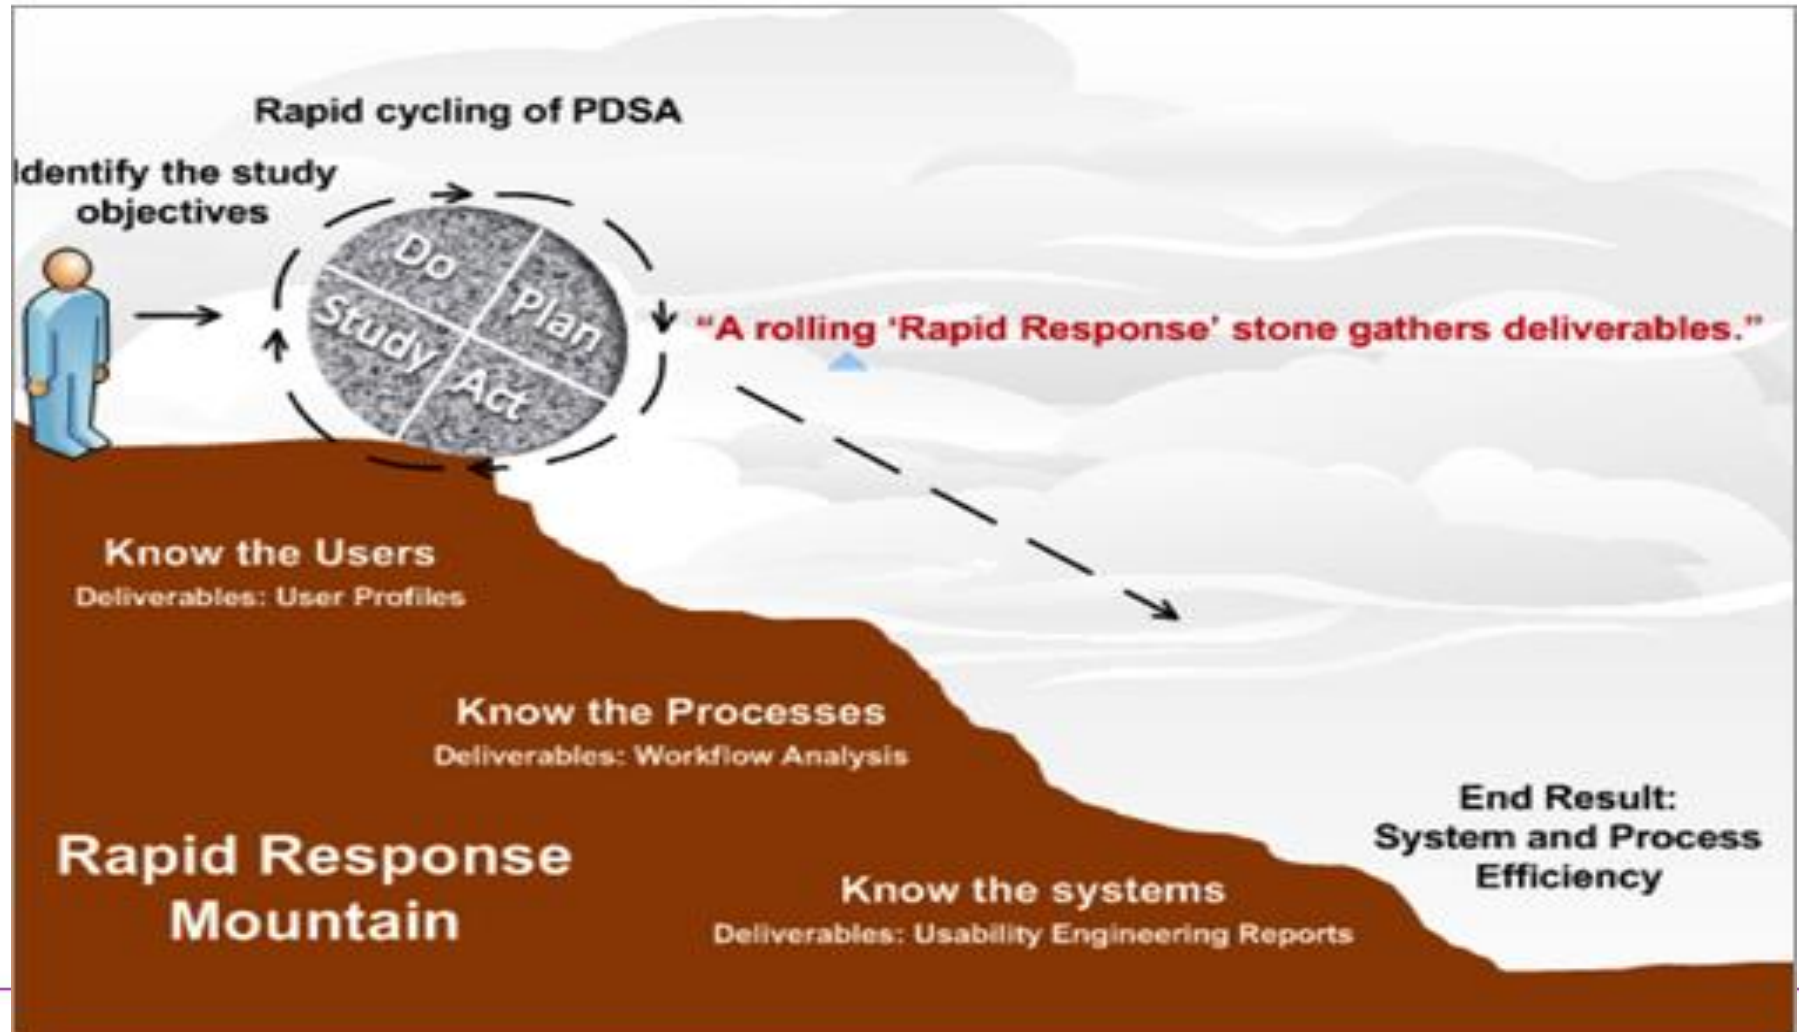 Rapid cycling of PDSA
Identify the study
objectives
Do
Plan
Study
Act
“A rolling ‘Rapid Response’ stone gathers deliverables.”
Know the Users
Deliverables: User Profiles
Know the Processes
Deliverables: Workflow Analysis
Rapid Response
Mountain
Know the systems
Deliverables: Usability Engineering Reports
End Result:
System and Process
Efficiency